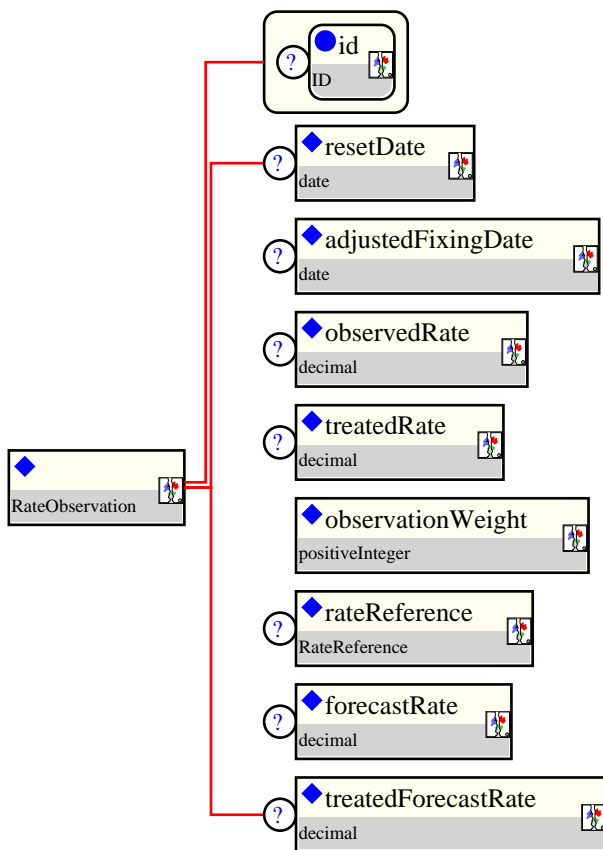 ? id
ID
? resetDate
date
? adjustedFixingDate
date
? observedRate
decimal
? treatedRate
decimal
RateObservation
observationWeight
positiveInteger
? rateReference
RateReference
? forecastRate
decimal
? treatedForecastRate
decimal